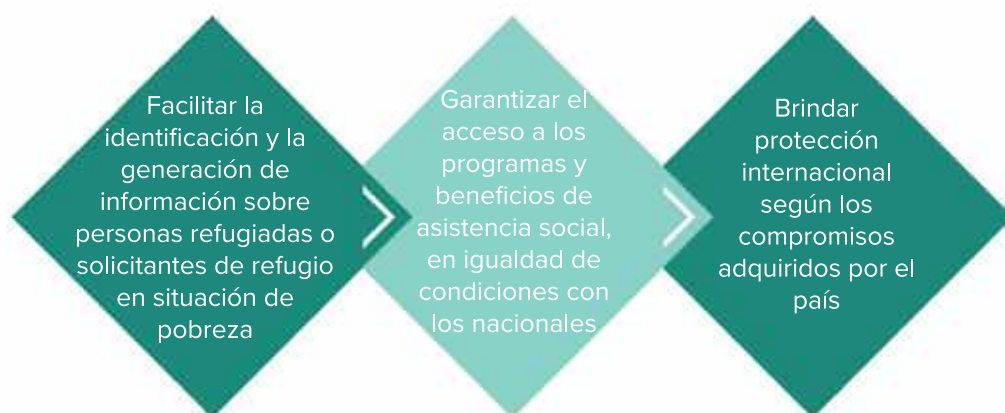 Facilitar la
identificación y la
generación de
información sobre
personas refugiadas o
solicitantes de refugio
en situación de
pobreza
Garantizar el
acceso a los
programas y
beneficios de
asistencia social,
en igualdad de
condiciones con
los nacionales
Brindar
protección
internacional
según los
compromisos
adquiridos por el
país